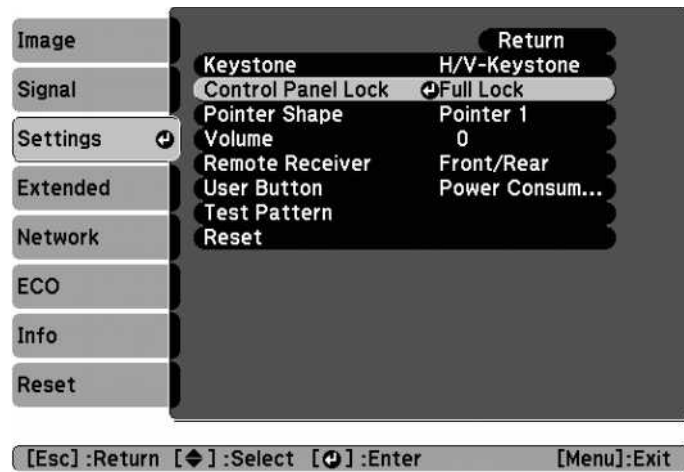 Image
Signal
Settings
Extended
Network
ECO
Info
Reset
Return
Keystone H/V-Keystone
Control Panel Lock Full Lock
Pointer Shape Pointer 1
Volume 0
Remote Receiver Front/Rear
User Button Power Consum...
Test Pattern
Reset
[Esc] :Return [ ] :Select [ ] :Enter [Menu]:Exit